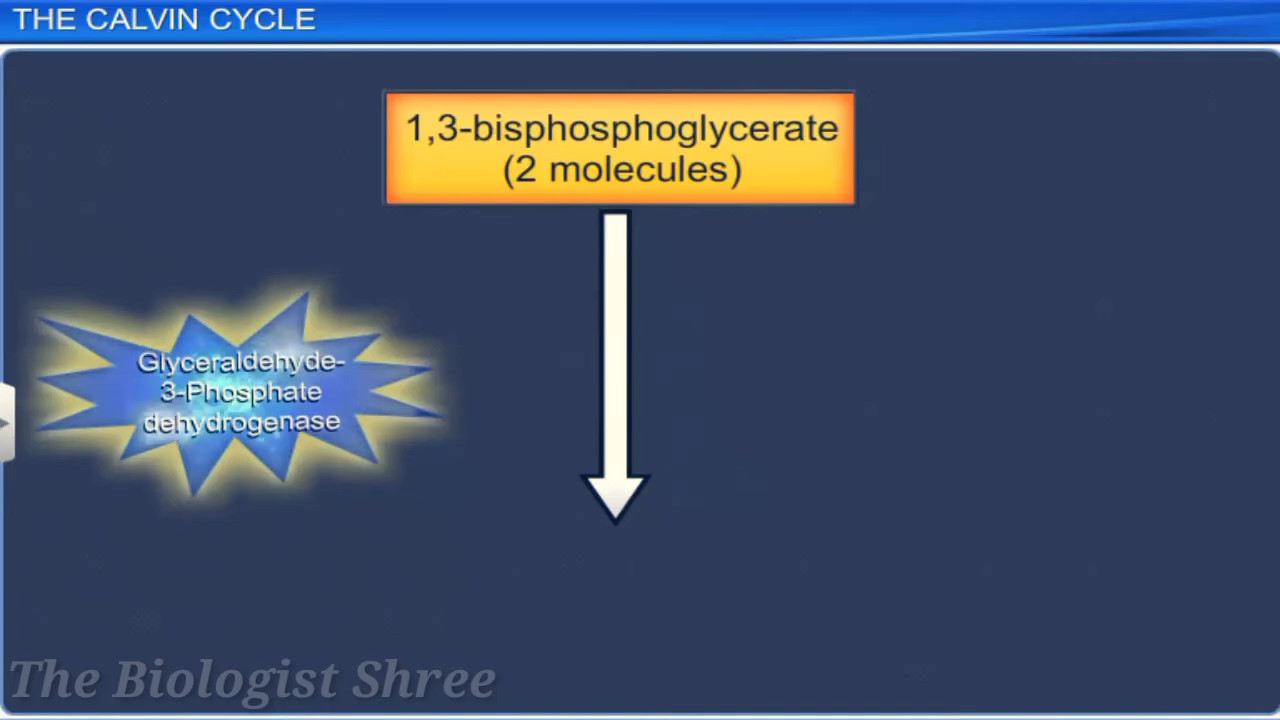 THE CALVIN CYCLE
1,3-bisphosphoglycerate
(2 molecules)
Glyceraldehyde-
3-Phosphate
dehydrogenase
The Biologist Shree